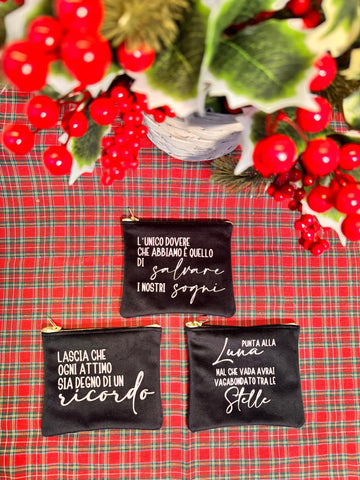 L'UNICO DOVERE
CHE ABBIAMO È QUELLO
DI salvare
I NOSTRI sogni
LASCIA CHE
OGNI ATTIMO
SIA DEGNO DI UN
ricordo
PUNTA ALLA
Luna
MAL CHE VADA AVRAI
VAGABONDATO TRA LE
Stelle